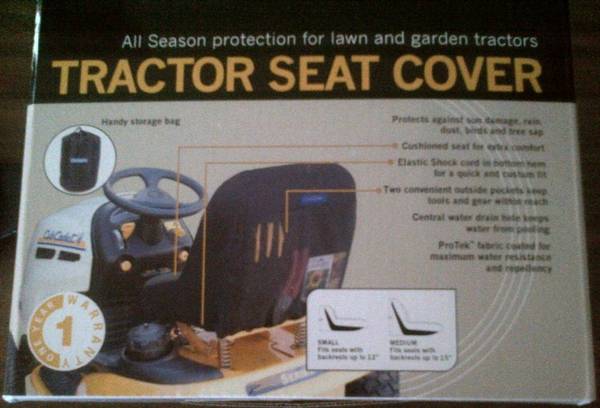 All Season protection for lawn and garden tractors
TRACTOR SEAT COVER
Handy storage bag
Protects against sun damage, rain,
dust, birds and tree sap
Cushioned seat for extra comfort
Elastic Shock cord in bottom hem
for a quick and custom fit
Two convenient outside pockets keep
tools and gear within reach
Central water drain hole keeps
water from pooling
ProTek™ fabric coated for
maximum water resistance
and repellency
Cub Cadet
ONE YEAR WARRANTY
1
SMALL
Fits seats with
backrests up to 12"
MEDIUM
Fits seats with
backrests up to 15"